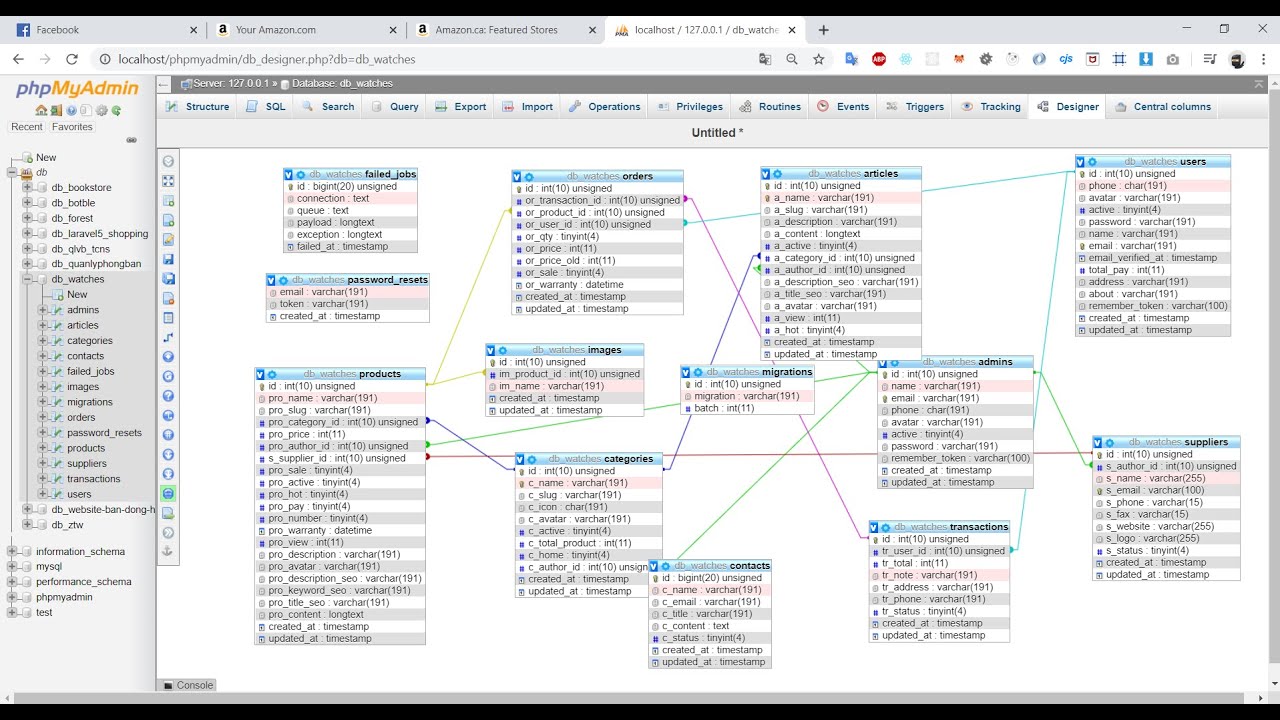 Facebook
Your Amazon.com
Amazon.ca: Featured Stores
localhost / 127.0.0.1 / db_watche
localhost/phpmyadmin/db_designer.php?db=db_watches
phpMyAdmin
Recent Favorites
New
db
db_bookstore
db_botble
db_forest
db_laravel5_shopping
db_qlvb_tcns
db_quanlyphongban
db_watches
New
admins
articles
categories
contacts
failed_jobs
images
migrations
orders
password_resets
products
suppliers
transactions
users
db_website-ban-dong-h
db_ztw
information_schema
mysql
performance_schema
phpmyadmin
test
Server: 127.0.0.1 » Database: db_watches
Structure SQL Search Query Export Import Operations Privileges Routines Events Triggers Tracking Designer Central columns
Untitled *
db_watches failed_jobs
id : bigint(20) unsigned
connection : text
queue : text
payload : longtext
exception : longtext
failed_at : timestamp
db_watches password_resets
email : varchar(191)
token : varchar(191)
created_at : timestamp
db_watches products
id : int(10) unsigned
pro_name : varchar(191)
pro_slug : varchar(191)
pro_category_id : int(10) unsigned
pro_price : int(11)
pro_author_id : int(10) unsigned
s_supplier_id : int(10) unsigned
pro_sale : tinyint(4)
pro_active : tinyint(4)
pro_hot : tinyint(4)
pro_pay : tinyint(4)
pro_number : tinyint(4)
pro_warranty : datetime
pro_view : int(11)
pro_description : varchar(191)
pro_avatar : varchar(191)
pro_description_seo : varchar(191)
pro_keyword_seo : varchar(191)
pro_title_seo : varchar(191)
pro_content : longtext
created_at : timestamp
updated_at : timestamp
db_watches orders
id : int(10) unsigned
or_transaction_id : int(10) unsigned
or_product_id : int(10) unsigned
or_user_id : int(10) unsigned
or_qty : tinyint(4)
or_price : int(11)
or_price_old : int(11)
or_sale : tinyint(4)
or_warranty : datetime
created_at : timestamp
updated_at : timestamp
db_watches images
id : int(10) unsigned
im_product_id : int(10) unsigned
im_name : varchar(191)
created_at : timestamp
updated_at : timestamp
db_watches categories
id : int(10) unsigned
c_name : varchar(191)
c_slug : varchar(191)
c_icon : char(191)
c_avatar : varchar(191)
c_active : tinyint(4)
c_total_product : int(11)
c_home : tinyint(4)
c_author_id : int(10) unsign
created_at : timestamp
updated_at : timestamp
db_watches contacts
id : bigint(20) unsigned
c_name : varchar(191)
c_email : varchar(191)
c_title : varchar(191)
c_content : text
c_status : tinyint(4)
created_at : timestamp
updated_at : timestamp
db_watches migrations
id : int(10) unsigned
migration : varchar(191)
batch : int(11)
db_watches articles
id : int(10) unsigned
a_name : varchar(191)
a_slug : varchar(191)
a_description : varchar(191)
a_content : longtext
a_active : tinyint(4)
a_category_id : int(10) unsigned
a_author_id : int(10) unsigned
a_description_seo : varchar(191)
a_title_seo : varchar(191)
a_avatar : varchar(191)
a_view : int(11)
a_hot : tinyint(4)
created_at : timestamp
updated_at : timestamp
db_watches admins
id : int(10) unsigned
name : varchar(191)
email : varchar(191)
phone : char(191)
avatar : varchar(191)
active : tinyint(4)
password : varchar(191)
remember_token : varchar(100)
created_at : timestamp
updated_at : timestamp
db_watches transactions
id : int(10) unsigned
tr_user_id : int(10) unsigned
tr_total : int(11)
tr_note : varchar(191)
tr_address : varchar(191)
tr_phone : varchar(191)
tr_status : tinyint(4)
created_at : timestamp
updated_at : timestamp
db_watches users
id : int(10) unsigned
phone : char(191)
avatar : varchar(191)
active : tinyint(4)
password : varchar(191)
name : varchar(191)
email : varchar(191)
email_verified_at : timestamp
total_pay : int(11)
address : varchar(191)
about : varchar(191)
remember_token : varchar(100)
created_at : timestamp
updated_at : timestamp
db_watches suppliers
id : int(10) unsigned
s_author_id : int(10) unsigned
s_name : varchar(255)
s_email : varchar(100)
s_phone : varchar(15)
s_fax : varchar(15)
s_website : varchar(255)
s_logo : varchar(255)
s_status : tinyint(4)
created_at : timestamp
updated_at : timestamp
Console